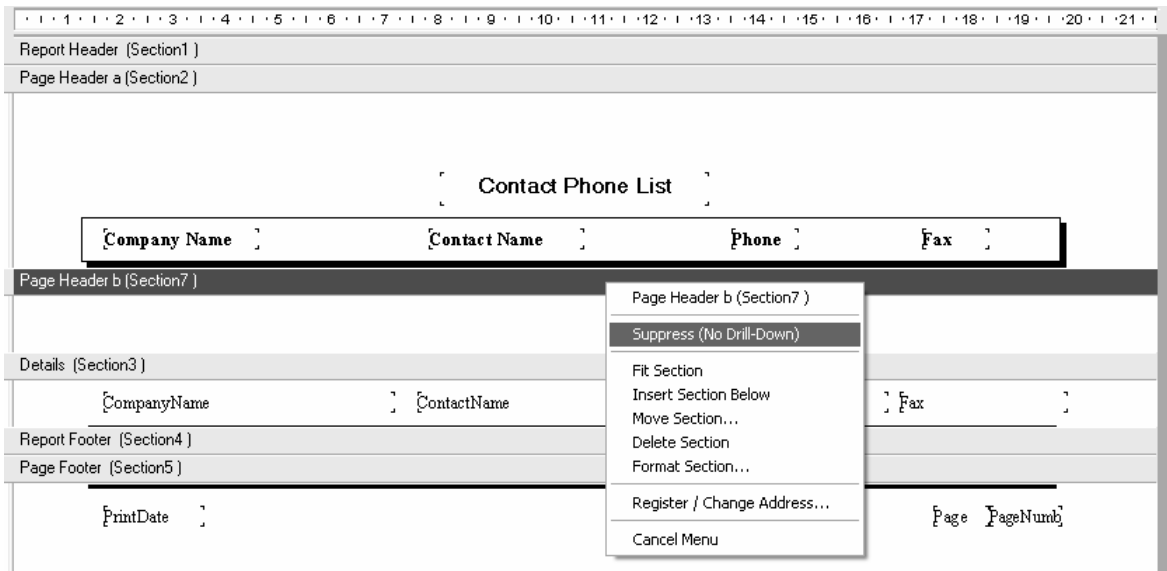 · ı · 1 · ı · 2 · ı · 3 · ı · 4 · ı · 5 · ı · 6 · ı · 7 · ı · 8 · ı · 9 · ı · 10 · ı · 11 · ı · 12 · ı · 13 · ı · 14 · ı · 15 · ı · 16 · ı · 17 · ı · 18 · ı · 19 · ı · 20 · ı · 21 · ı
Report Header (Section1 )
Page Header a (Section2 )
Contact Phone List
Company Name Contact Name Phone Fax
Page Header b (Section7 )
Page Header b (Section7 )
Suppress (No Drill-Down)
Fit Section
Insert Section Below
Move Section...
Delete Section
Format Section...
Register / Change Address...
Cancel Menu
Details (Section3 )
CompanyName ContactName Fax
Report Footer (Section4 )
Page Footer (Section5 )
PrintDate Page PageNumb